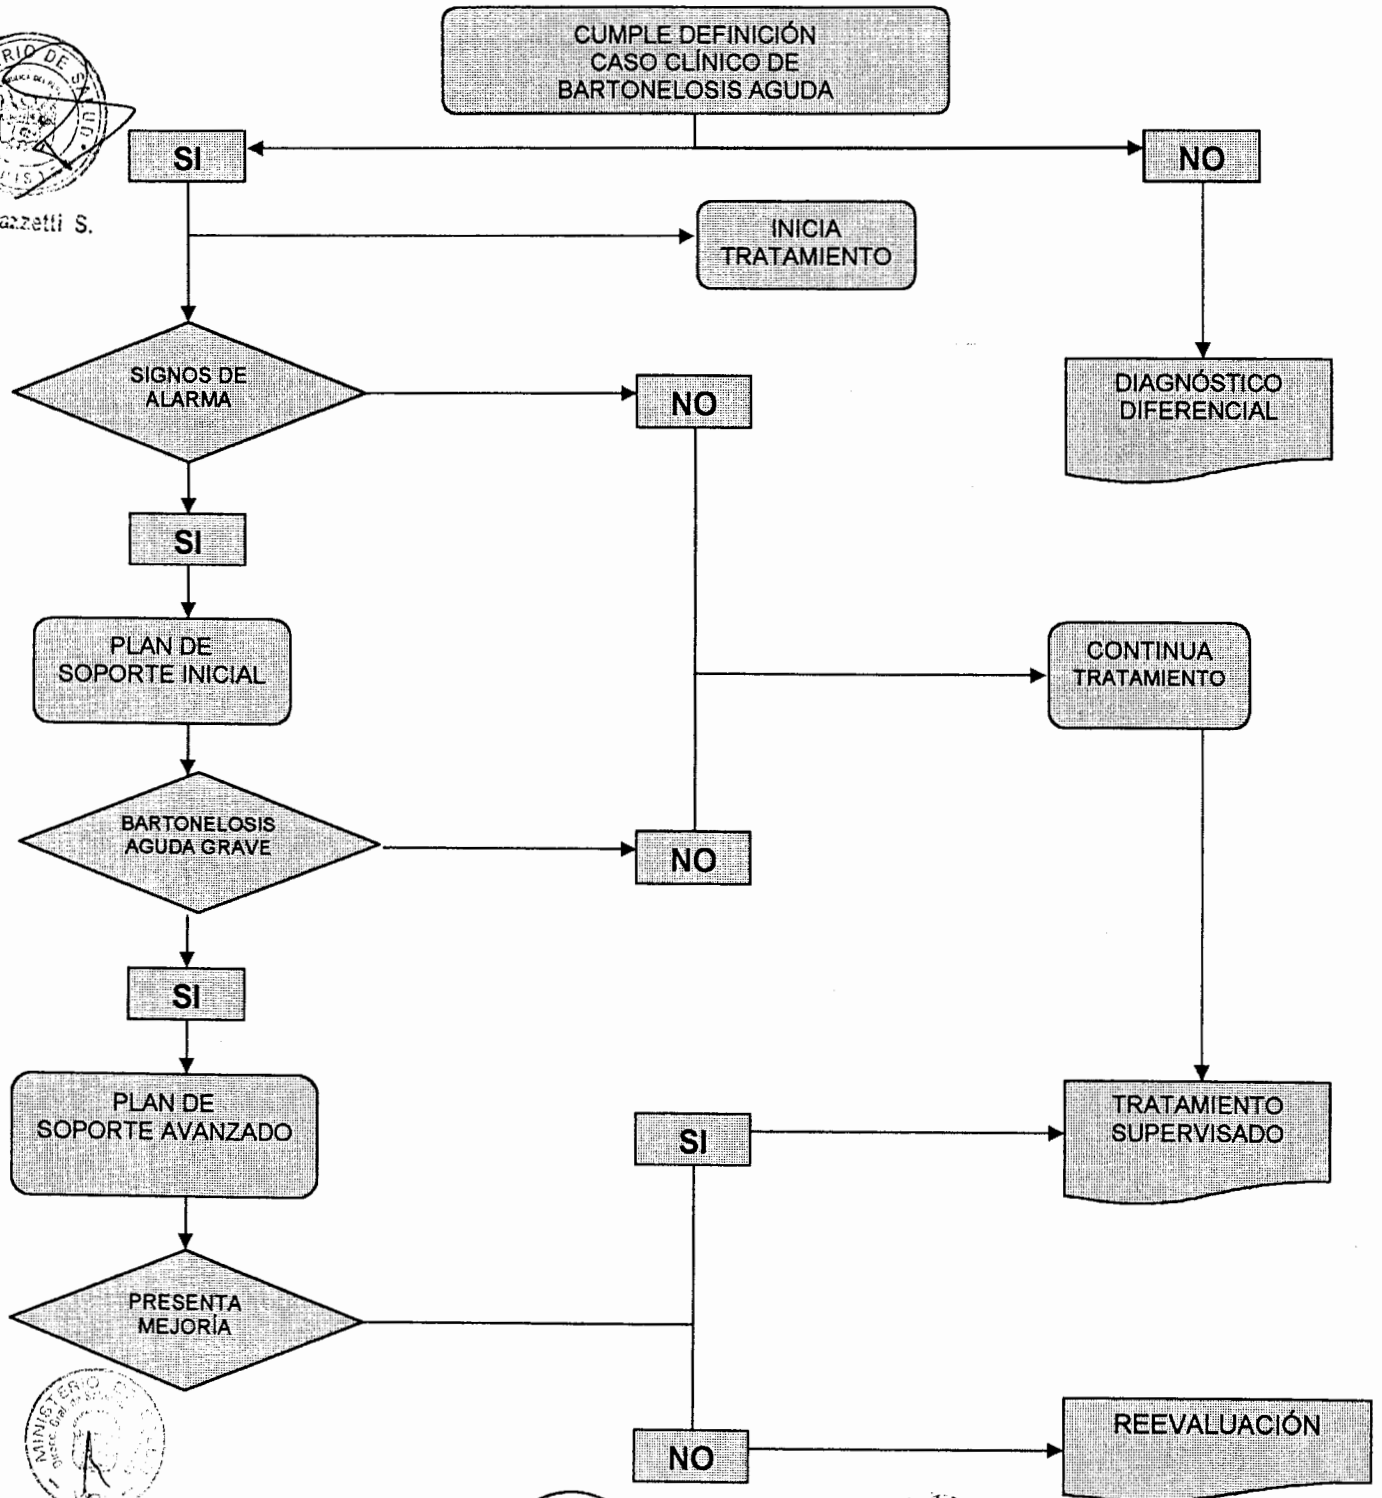 CUMPLE DEFINICIÓN
CASO CLÍNICO DE
BARTONELOSIS AGUDA
SI
NO
INICIA
TRATAMIENTO
SIGNOS DE
ALARMA
NO
DIAGNÓSTICO
DIFERENCIAL
SI
PLAN DE
SOPORTE INICIAL
CONTINUA
TRATAMIENTO
BARTONELOSIS
AGUDA GRAVE
NO
SI
PLAN DE
SOPORTE AVANZADO
SI
TRATAMIENTO
SUPERVISADO
PRESENTA
MEJORÍA
NO
REEVALUACIÓN
MINISTERIO